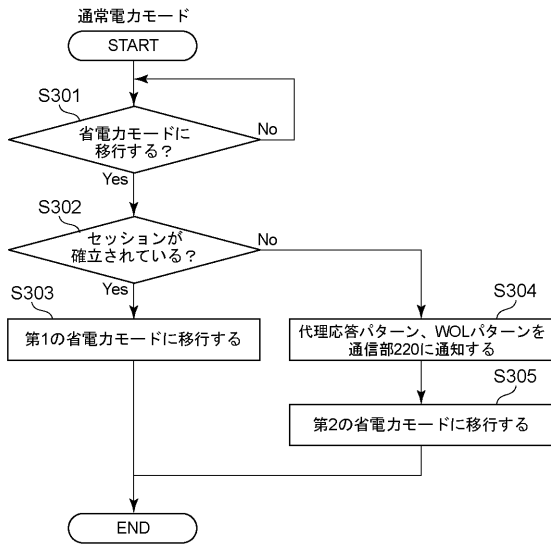 通常電力モード
START
S301
省電力モードに
移行する？
No
Yes
S302
セッションが
確立されている？
No
Yes
S303
第1の省電力モードに移行する
S304
代理応答パターン、WOLパターンを
通信部220に通知する
S305
第2の省電力モードに移行する
END